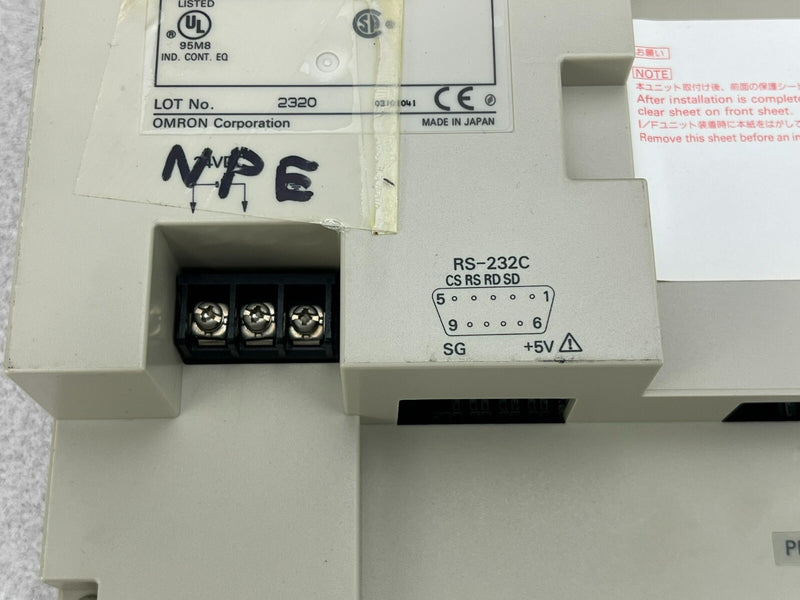 LISTED
UL
®
95M8
IND. CONT. EQ
LOT No. 2320
OMRON Corporation
MADE IN JAPAN
CE
24VDC
NPE
RS-232C
CS RS RD SD
5 1
9 6
SG +5V
お願い
NOTE
本ユニット取付け後、前面の保護シー
After installation is complete
clear sheet on front sheet.
I/Fユニット装着時に本紙をはがして
Remove this sheet before an in